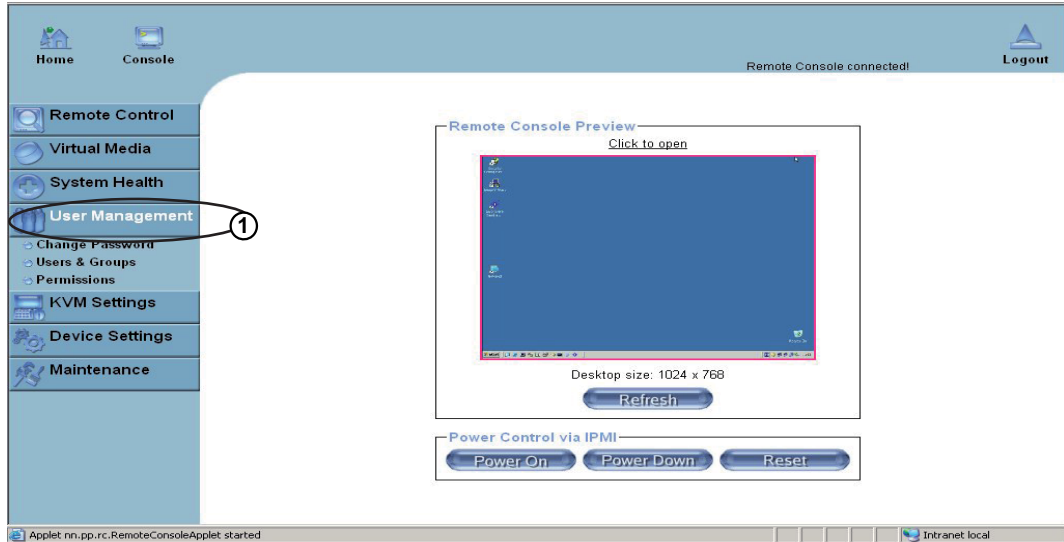 Home
Console
Remote Console connected!
Logout
Remote Control
Virtual Media
System Health
User Management
1
Change Password
Users & Groups
Permissions
KVM Settings
Device Settings
Maintenance
Remote Console Preview
Click to open
Desktop size: 1024 x 768
Refresh
Power Control via IPMI
Power On
Power Down
Reset
Applet nn.pp.rc.RemoteConsoleApplet started
Intranet local